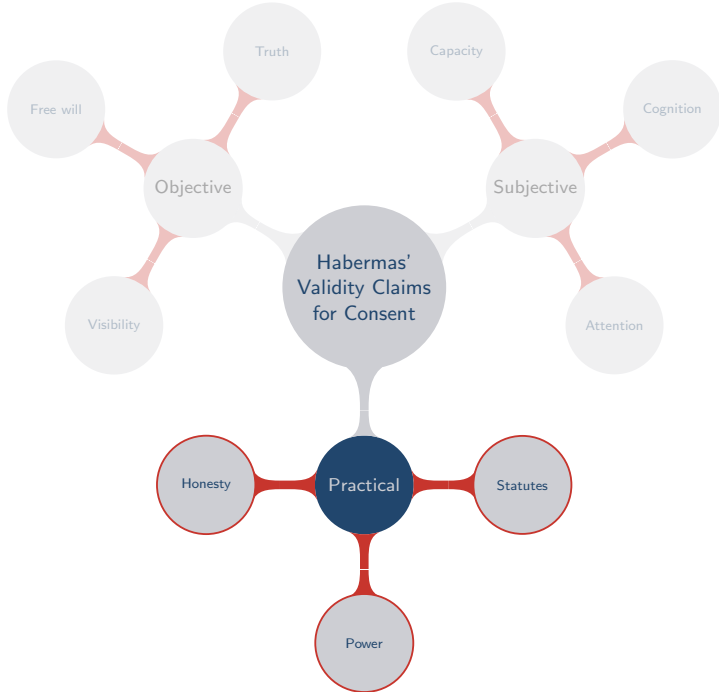 Truth
Capacity
Free will
Cognition
Objective
Subjective
Habermas'
Validity Claims
for Consent
Visibility
Attention
Honesty
Practical
Statutes
Power